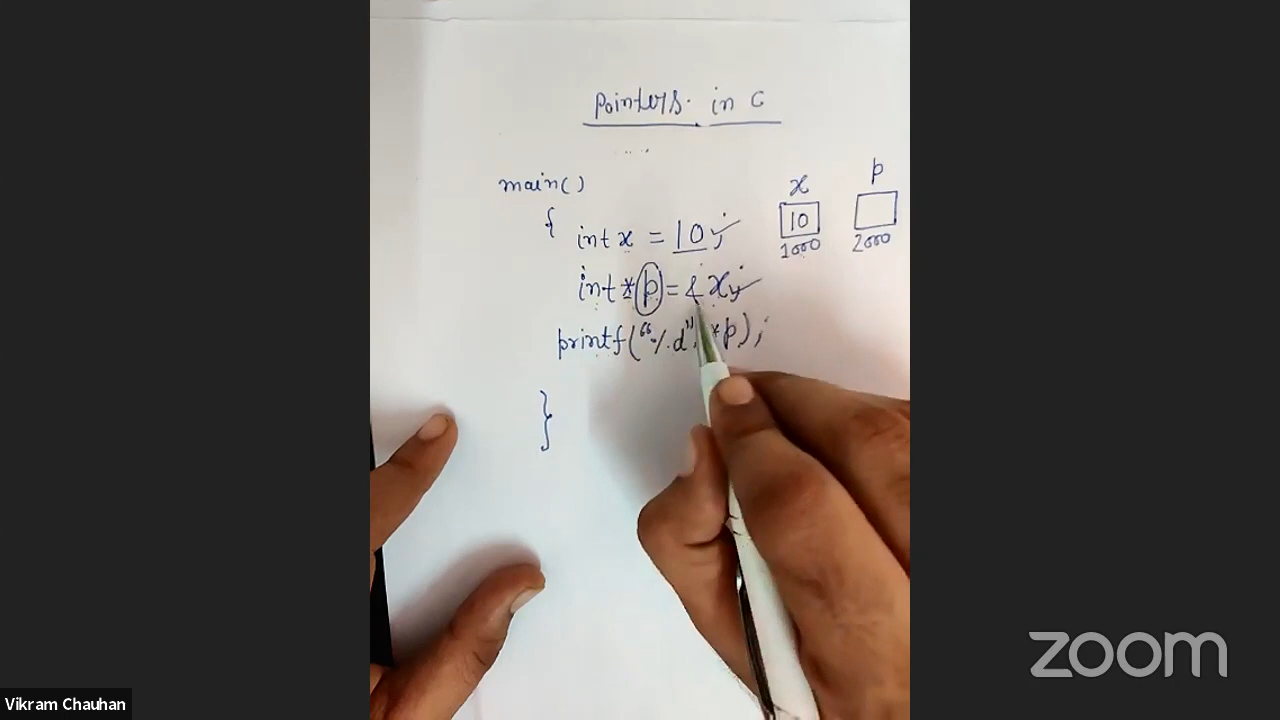 Pointers. in C
main()
{
int x = 10;
int *p = &x;
printf("%d", *p);
}
x
10
1000
p
2000
zoom
Vikram Chauhan